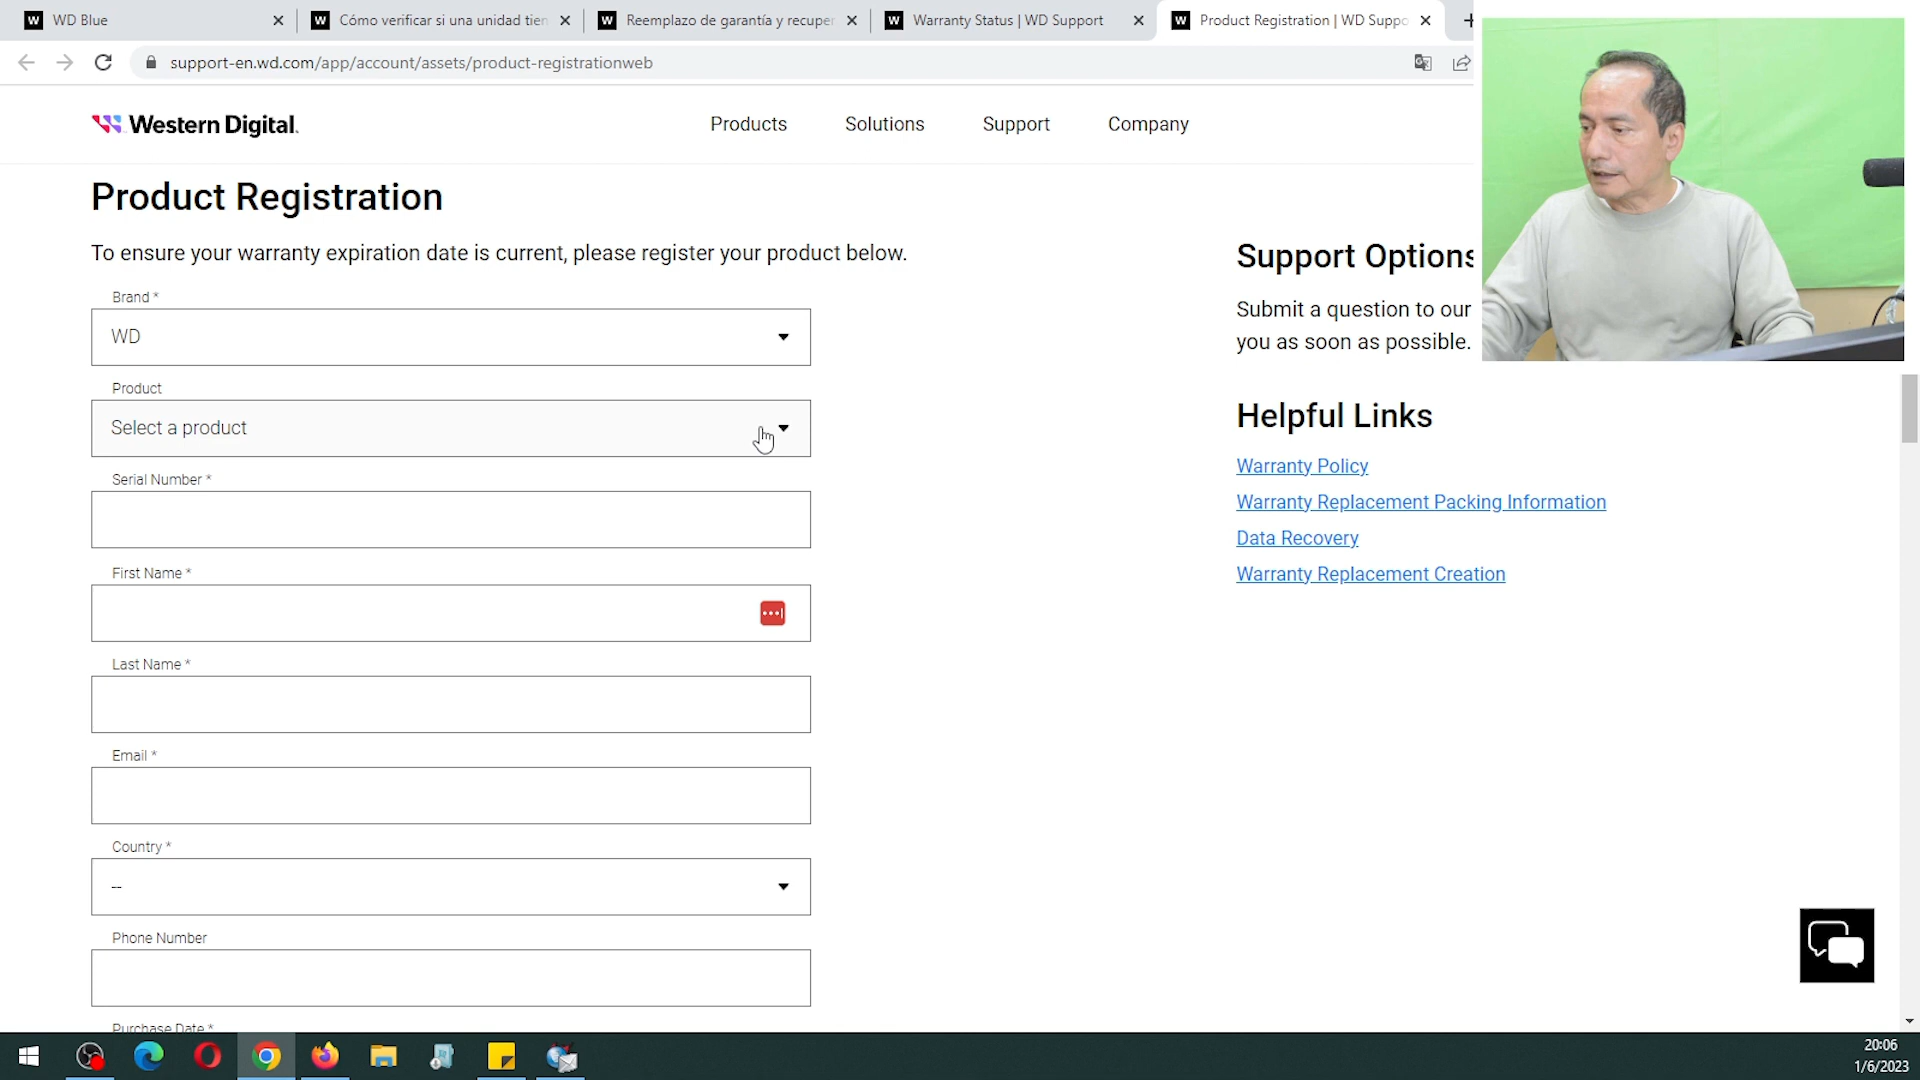 WD Blue
Cómo verificar si una unidad tien
Reemplazo de garantía y recuper
Warranty Status | WD Support
Product Registration | WD Suppo
support-en.wd.com/app/account/assets/product-registrationweb
Western Digital.
Products
Solutions
Support
Company
Product Registration
To ensure your warranty expiration date is current, please register your product below.
Brand *
WD
Product
Select a product
Serial Number *
First Name *
Last Name *
Email *
Country *
--
Phone Number
Purchase Date *
Support Options
Submit a question to our
you as soon as possible.
Helpful Links
Warranty Policy
Warranty Replacement Packing Information
Data Recovery
Warranty Replacement Creation
20:06
1/6/2023